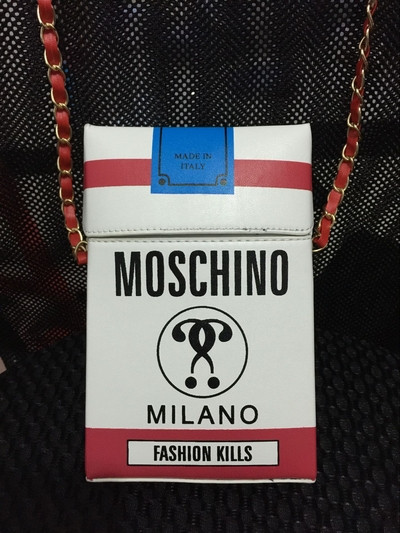 MADE IN
ITALY
MOSCHINO
MILANO
FASHION KILLS